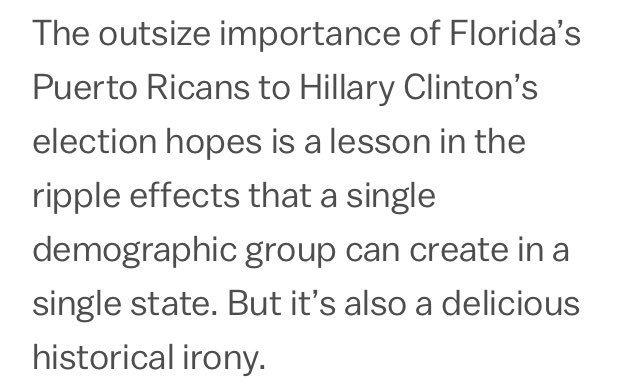 The outsize importance of Florida’s
Puerto Ricans to Hillary Clinton’s
election hopes is a lesson in the
ripple effects that a single
demographic group can create in a
single state. But it’s also a delicious
historical irony.